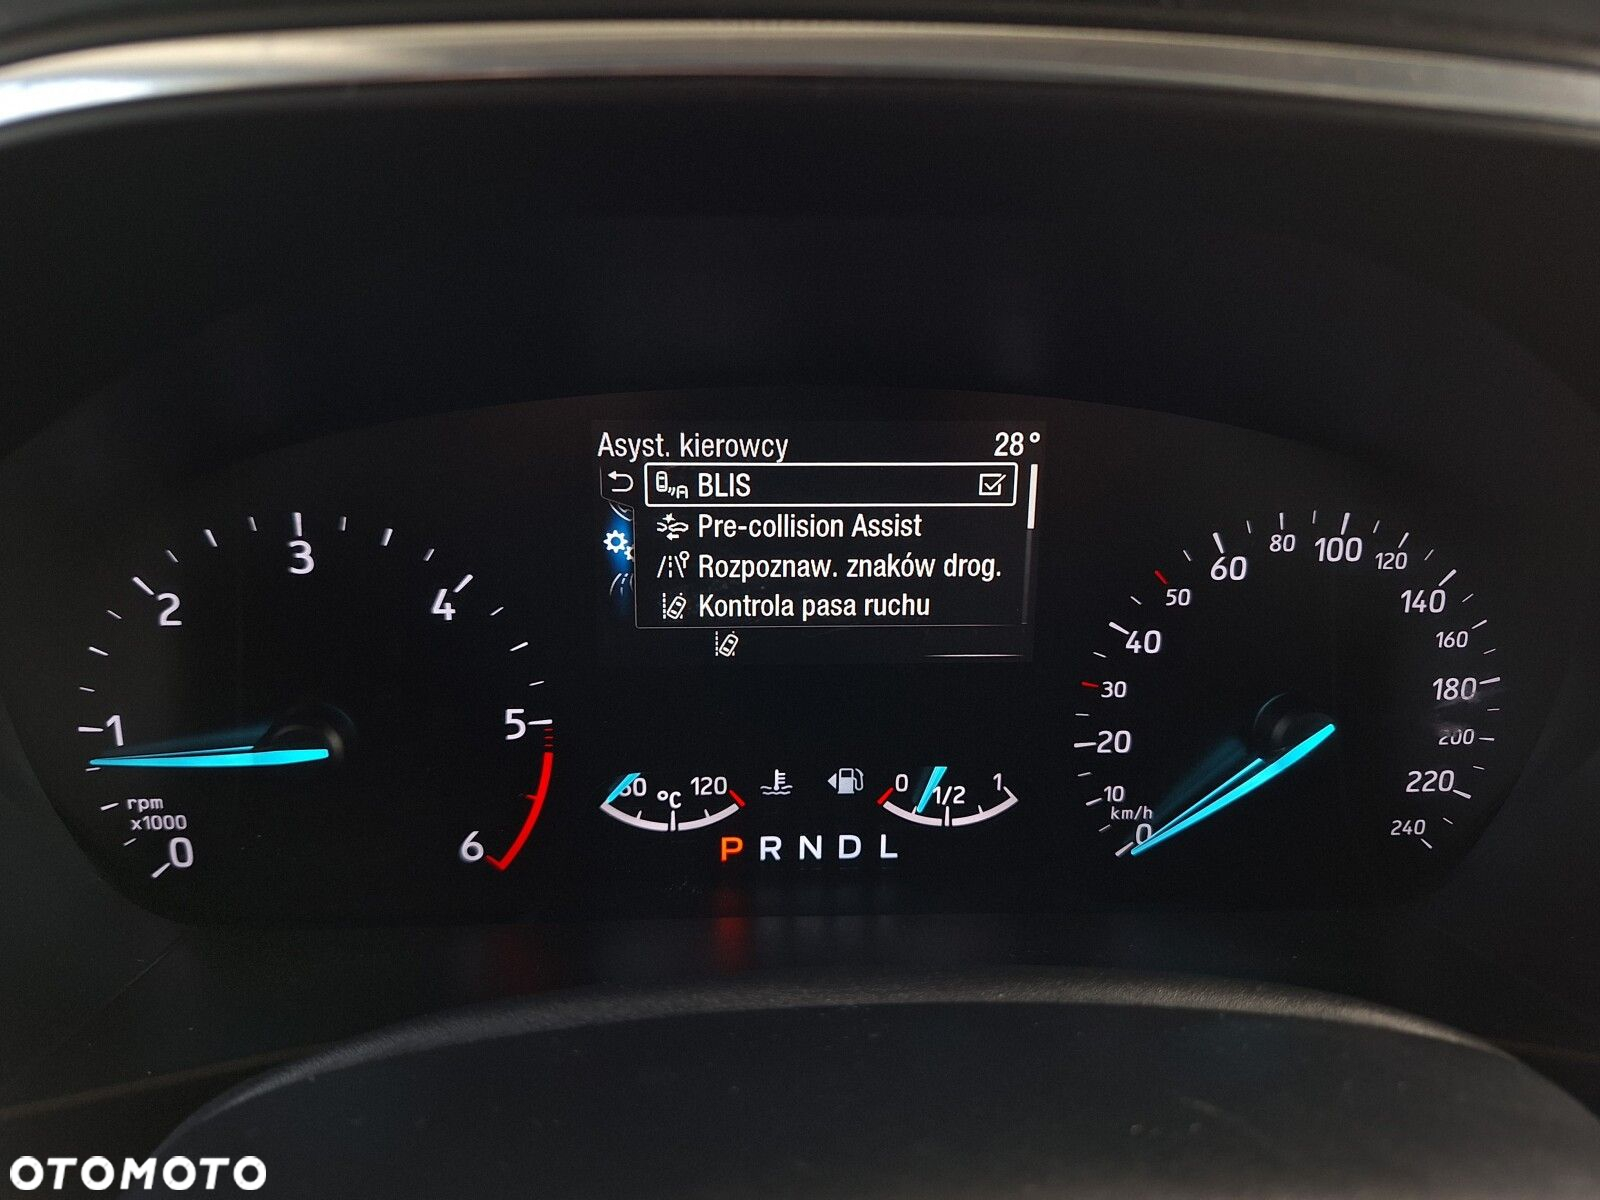 Asyst. kierowcy 28°
BLIS
Pre-collision Assist
Rozpoznaw. znaków drog.
Kontrola pasa ruchu
0
1
2
3
4
5
6
rpm
x1000
60
°C
120
0
1/2
1
P R N D L
0
10
20
30
40
50
60
80
100
120
140
160
180
200
220
240
km/h
OTOMOTO